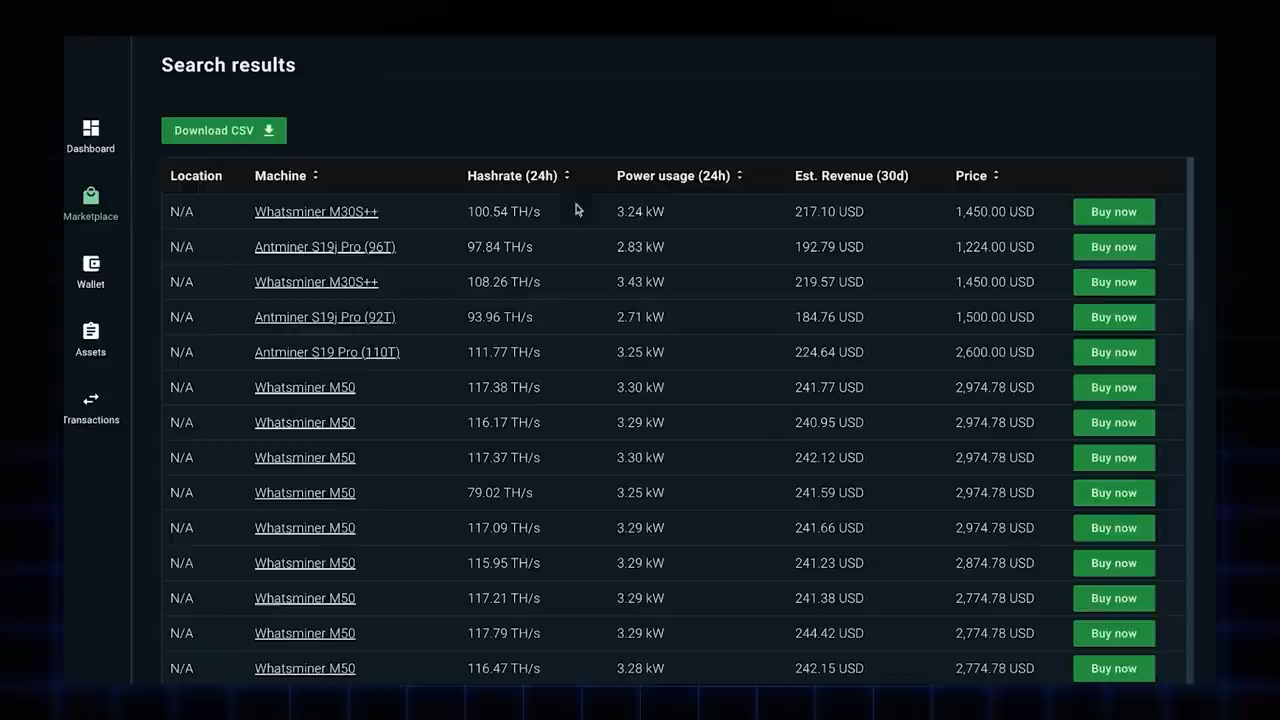 Search results
Download CSV
Dashboard
Marketplace
Wallet
Assets
Transactions
Location Machine Hashrate (24h) Power usage (24h) Est. Revenue (30d) Price
N/A Whatsminer M30S++ 100.54 TH/s 3.24 kW 217.10 USD 1,450.00 USD Buy now
N/A Antminer S19j Pro (96T) 97.84 TH/s 2.83 kW 192.79 USD 1,224.00 USD Buy now
N/A Whatsminer M30S++ 108.26 TH/s 3.43 kW 219.57 USD 1,450.00 USD Buy now
N/A Antminer S19j Pro (92T) 93.96 TH/s 2.71 kW 184.76 USD 1,500.00 USD Buy now
N/A Antminer S19 Pro (110T) 111.77 TH/s 3.25 kW 224.64 USD 2,600.00 USD Buy now
N/A Whatsminer M50 117.38 TH/s 3.30 kW 241.77 USD 2,974.78 USD Buy now
N/A Whatsminer M50 116.17 TH/s 3.29 kW 240.95 USD 2,974.78 USD Buy now
N/A Whatsminer M50 117.37 TH/s 3.30 kW 242.12 USD 2,974.78 USD Buy now
N/A Whatsminer M50 79.02 TH/s 3.25 kW 241.59 USD 2,974.78 USD Buy now
N/A Whatsminer M50 117.09 TH/s 3.29 kW 241.66 USD 2,974.78 USD Buy now
N/A Whatsminer M50 115.95 TH/s 3.29 kW 241.23 USD 2,874.78 USD Buy now
N/A Whatsminer M50 117.21 TH/s 3.29 kW 241.38 USD 2,774.78 USD Buy now
N/A Whatsminer M50 117.79 TH/s 3.29 kW 244.42 USD 2,774.78 USD Buy now
N/A Whatsminer M50 116.47 TH/s 3.28 kW 242.15 USD 2,774.78 USD Buy now